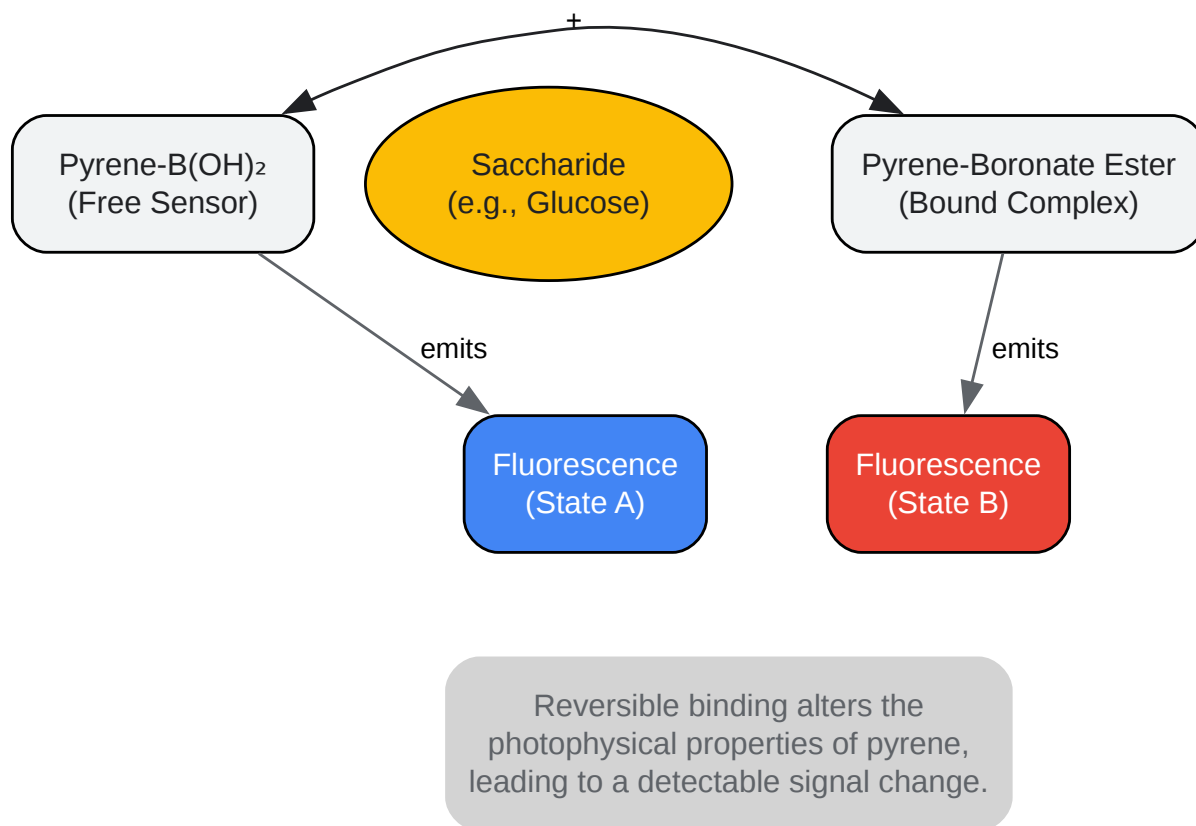 +
Pyrene-B(OH)₂
(Free Sensor)
Saccharide
(e.g., Glucose)
Pyrene-Boronate Ester
(Bound Complex)
emits
emits
Fluorescence
(State A)
Fluorescence
(State B)
Reversible binding alters the
photophysical properties of pyrene,
leading to a detectable signal change.